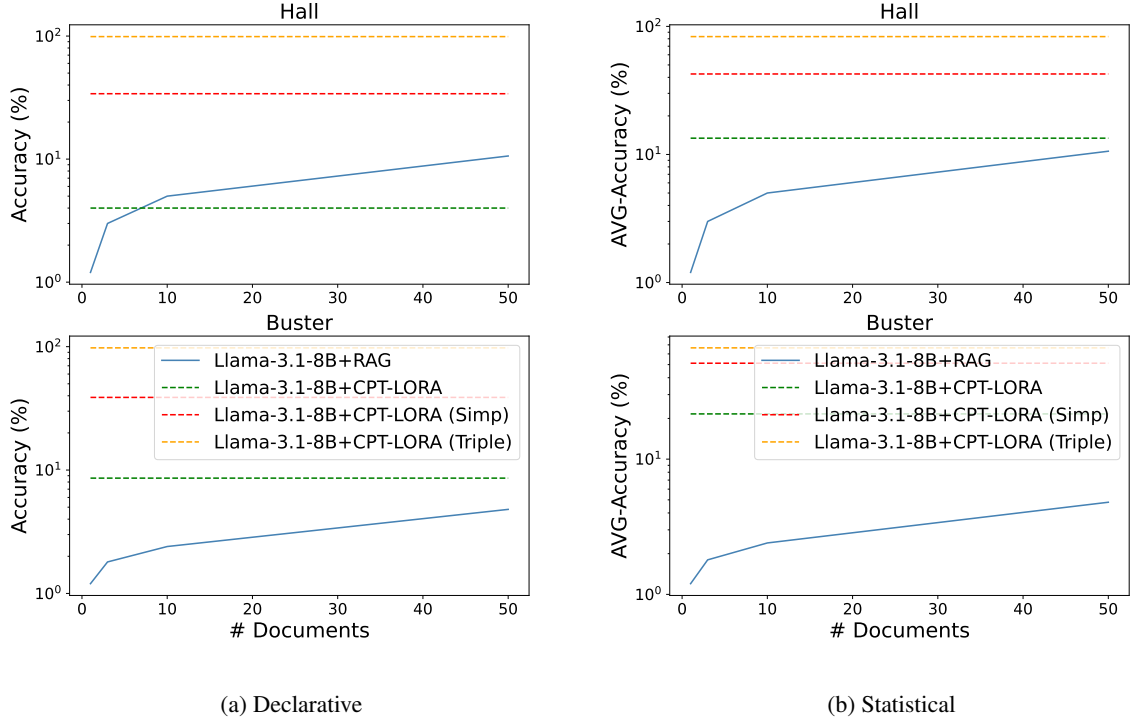 Hall
Accuracy (%)
10²
10¹
10⁰
0 10 20 30 40 50
Buster
Accuracy (%)
10²
10¹
10⁰
Llama-3.1-8B+RAG
Llama-3.1-8B+CPT-LORA
Llama-3.1-8B+CPT-LORA (Simp)
Llama-3.1-8B+CPT-LORA (Triple)
0 10 20 30 40 50
# Documents
(a) Declarative
Hall
AVG-Accuracy (%)
10²
10¹
10⁰
0 10 20 30 40 50
Buster
AVG-Accuracy (%)
10¹
10⁰
Llama-3.1-8B+RAG
Llama-3.1-8B+CPT-LORA
Llama-3.1-8B+CPT-LORA (Simp)
Llama-3.1-8B+CPT-LORA (Triple)
0 10 20 30 40 50
# Documents
(b) Statistical